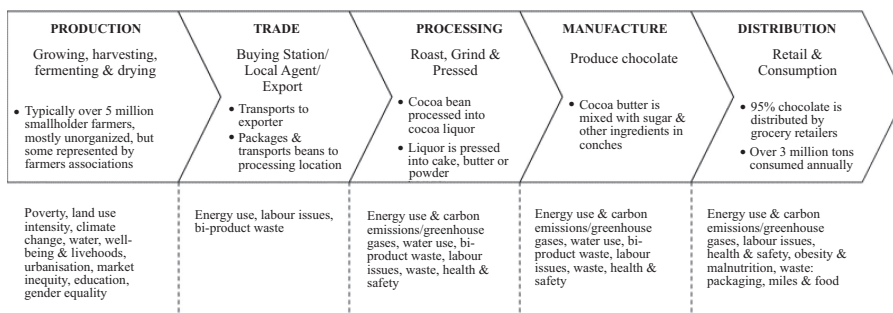 PRODUCTION
Growing, harvesting,
fermenting & drying
• Typically over 5 million
smallholder farmers,
mostly unorganized, but
some represented by
farmers associations
TRADE
Buying Station/
Local Agent/
Export
• Transports to
exporter
• Packages &
transports beans to
processing location
PROCESSING
Roast, Grind &
Pressed
• Cocoa bean
processed into
cocoa liquor
• Liquor is pressed
into cake, butter or
powder
MANUFACTURE
Produce chocolate
• Cocoa butter is
mixed with sugar &
other ingredients in
conches
DISTRIBUTION
Retail &
Consumption
• 95% chocolate is
distributed by
grocery retailers
• Over 3 million tons
consumed annually
Poverty, land use
intensity, climate
change, water, well-
being & livehoods,
urbanisation, market
inequity, education,
gender equality
Energy use, labour issues,
bi-product waste
Energy use & carbon
emissions/greenhouse
gases, water use, bi-
product waste, labour
issues, waste, health &
safety
Energy use & carbon
emissions/greenhouse
gases, water use, bi-
product waste, labour
issues, waste, health &
safety
Energy use & carbon
emissions/greenhouse
gases, labour issues,
health & safety, obesity &
malnutrition, waste:
packaging, miles & food